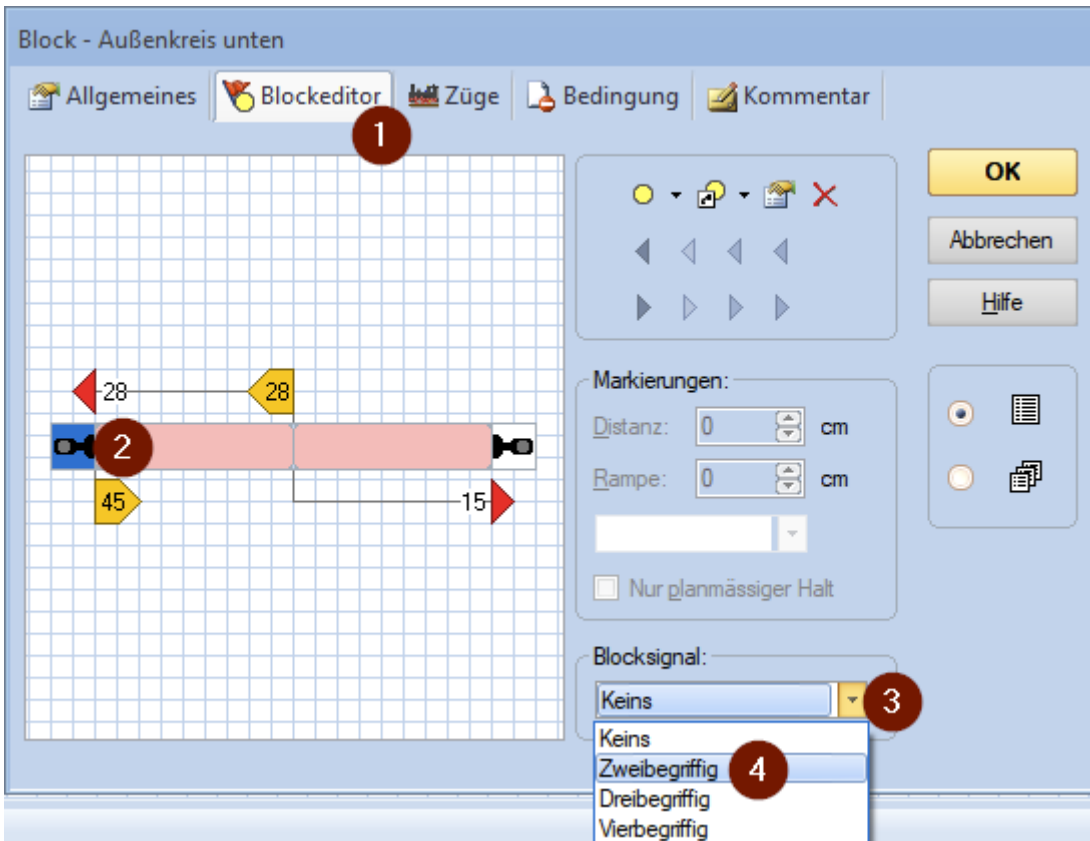 Block - Außenkreis unten
Allgemeines Blockeditor Züge Bedingung Kommentar
1
OK
Abbrechen
Hilfe
28 28
2
45 15
Markierungen:
Distanz: 0 cm
Rampe: 0 cm
Nur planmässiger Halt
Blocksignal:
Keins 3
Keins
Zweibegriffig 4
Dreibegriffig
Vierbegriffig